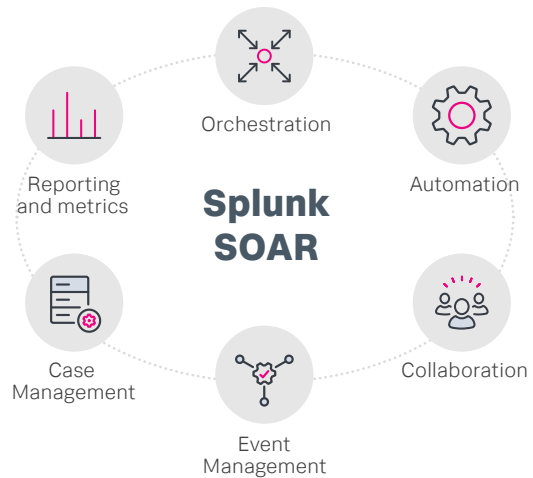 Splunk
SOAR
Orchestration
Automation
Collaboration
Event
Management
Case
Management
Reporting
and metrics